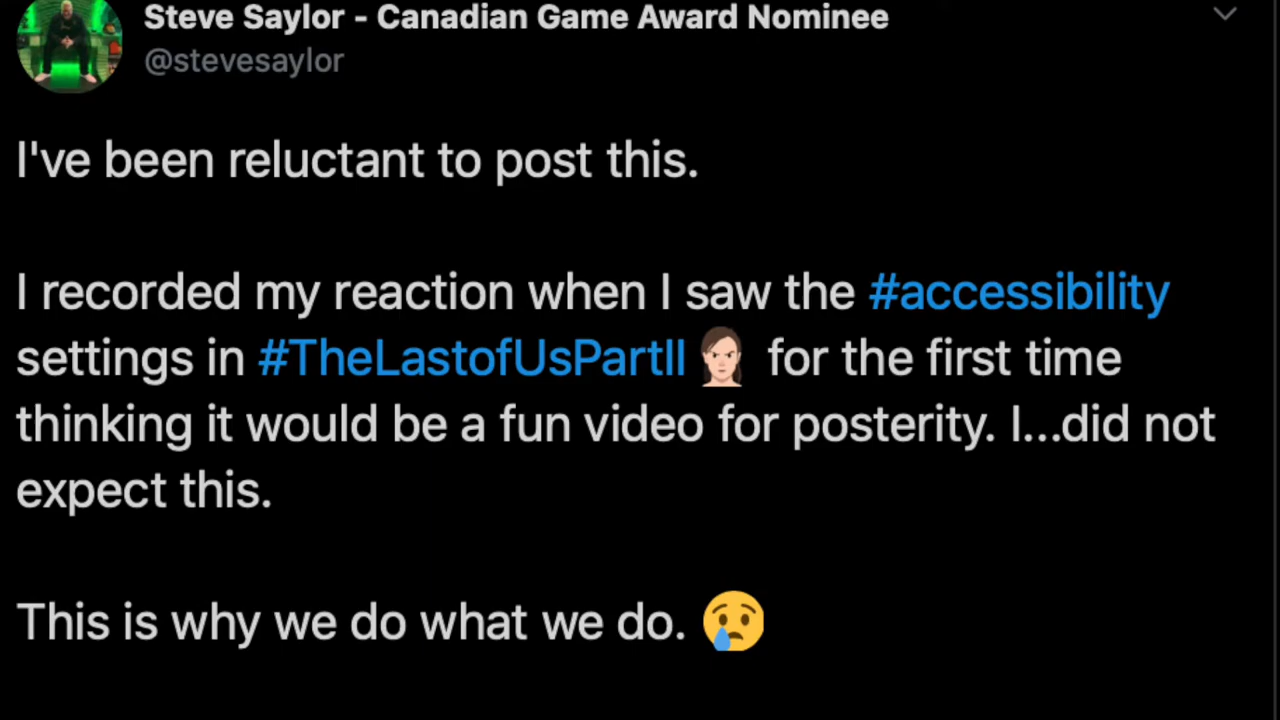 Steve Saylor - Canadian Game Award Nominee
@stevesaylor
I've been reluctant to post this.
I recorded my reaction when I saw the #accessibility
settings in #TheLastofUsPartII for the first time
thinking it would be a fun video for posterity. I...did not
expect this.
This is why we do what we do. 😢